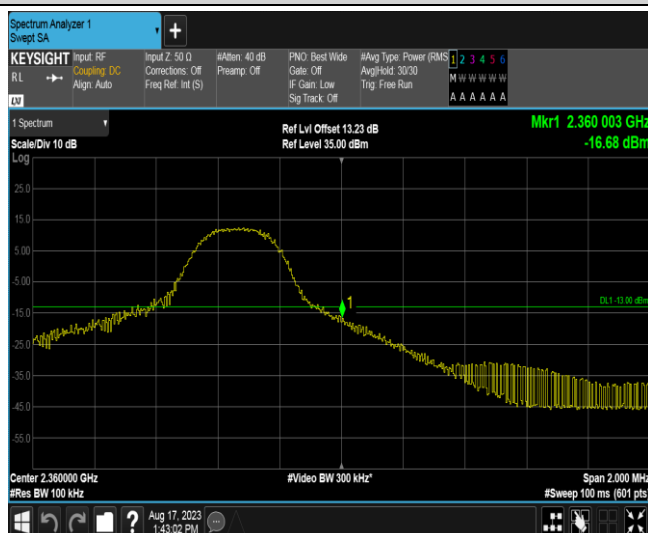 Spectrum Analyzer 1
Swept SA
+
KEYSIGHT
RL
Input: RF
Coupling: DC
Align: Auto
Input Z: 50 Ω
Corrections: Off
Freq Ref: Int (S)
#Atten: 40 dB
Preamp: Off
PNO: Best Wide
Gate: Off
IF Gain: Low
Sig Track: Off
#Avg Type: Power (RMS
Avg|Hold: 30/30
Trig: Free Run
1 2 3 4 5 6
M W W W W W
A A A A A A
1 Spectrum
Scale/Div 10 dB
Ref Lvl Offset 13.23 dB
Ref Level 35.00 dBm
Mkr1 2.360 003 GHz
-16.68 dBm
Log
25.0
15.0
5.00
-5.00
-15.0
-25.0
-35.0
-45.0
-55.0
1
DL1 -13.00 dBm
Center 2.360000 GHz
#Res BW 100 kHz
#Video BW 300 kHz*
Span 2.000 MHz
#Sweep 100 ms (601 pts)
?
Aug 17, 2023
1:43:02 PM